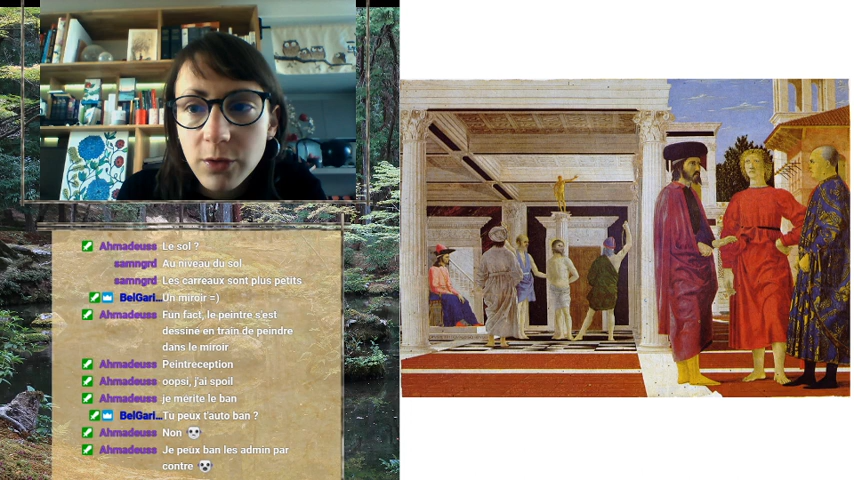 Ahmadeuss Le sol ?
samngrd Au niveau du sol
samngrd Les carreaux sont plus petits
BelGari... Un miroir =)
Ahmadeuss Fun fact, le peintre s'est
dessiné en train de peindre
dans le miroir
Ahmadeuss Peintreception
Ahmadeuss oopsi, j'ai spoil
Ahmadeuss je mérite le ban
BelGari... Tu peux t'auto ban ?
Ahmadeuss Non
Ahmadeuss Je peux ban les admin par
contre